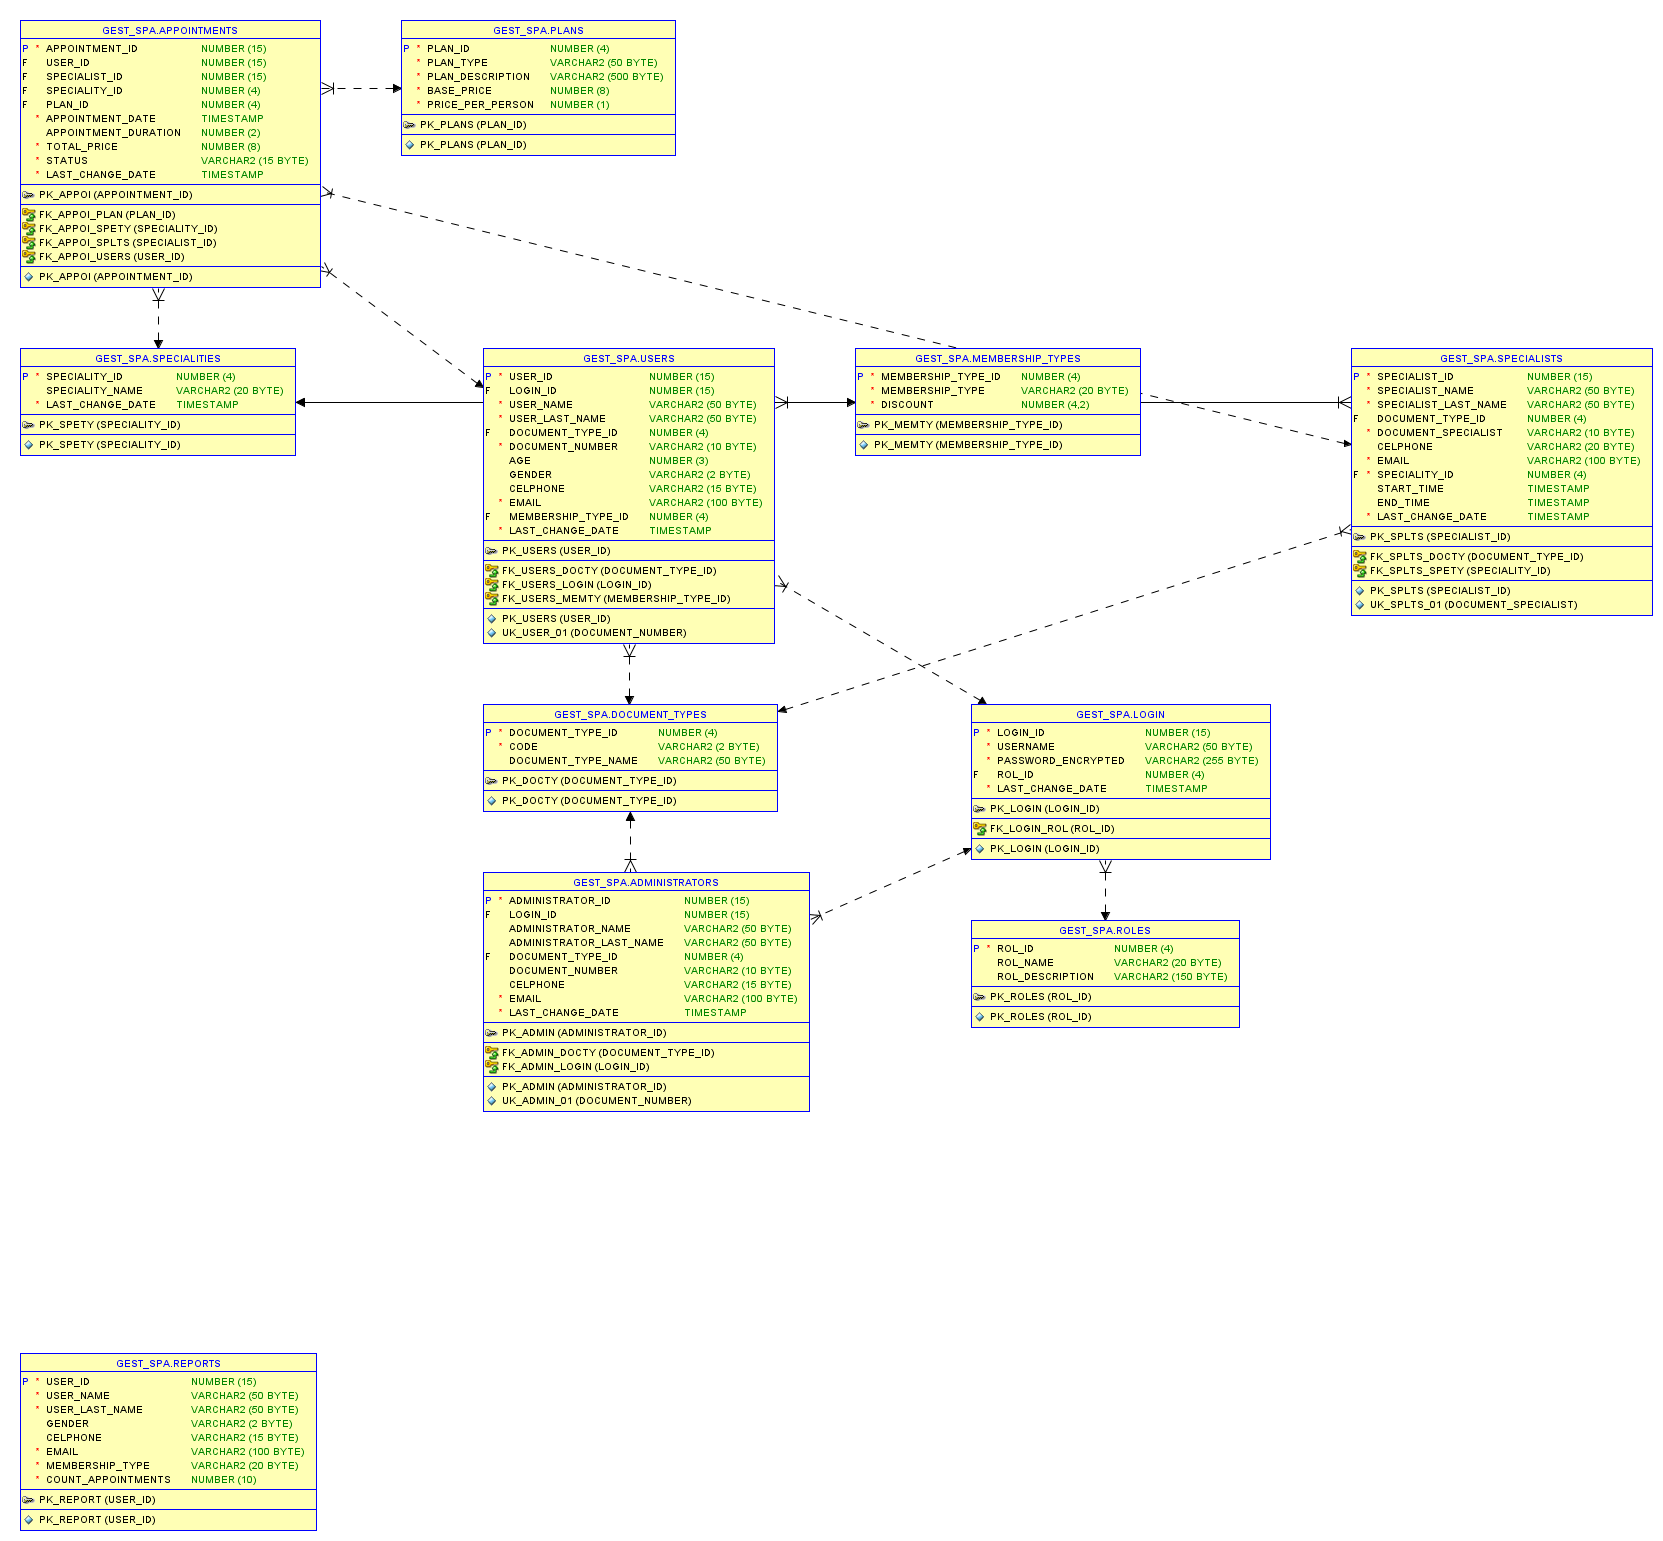 GEST_SPA.APPOINTMENTS
P * APPOINTMENT_ID NUMBER (15)
F USER_ID NUMBER (15)
F SPECIALIST_ID NUMBER (15)
F SPECIALITY_ID NUMBER (4)
F PLAN_ID NUMBER (4)
* APPOINTMENT_DATE TIMESTAMP
APPOINTMENT_DURATION NUMBER (2)
* TOTAL_PRICE NUMBER (8)
* STATUS VARCHAR2 (15 BYTE)
* LAST_CHANGE_DATE TIMESTAMP
PK_APPOI (APPOINTMENT_ID)
FK_APPOI_PLAN (PLAN_ID)
FK_APPOI_SPETY (SPECIALITY_ID)
FK_APPOI_SPLTS (SPECIALIST_ID)
FK_APPOI_USERS (USER_ID)
PK_APPOI (APPOINTMENT_ID)
GEST_SPA.PLANS
P * PLAN_ID NUMBER (4)
* PLAN_TYPE VARCHAR2 (50 BYTE)
* PLAN_DESCRIPTION VARCHAR2 (500 BYTE)
* BASE_PRICE NUMBER (8)
* PRICE_PER_PERSON NUMBER (1)
PK_PLANS (PLAN_ID)
PK_PLANS (PLAN_ID)
GEST_SPA.SPECIALITIES
P * SPECIALITY_ID NUMBER (4)
SPECIALITY_NAME VARCHAR2 (20 BYTE)
* LAST_CHANGE_DATE TIMESTAMP
PK_SPETY (SPECIALITY_ID)
PK_SPETY (SPECIALITY_ID)
GEST_SPA.USERS
P * USER_ID NUMBER (15)
F LOGIN_ID NUMBER (15)
* USER_NAME VARCHAR2 (50 BYTE)
* USER_LAST_NAME VARCHAR2 (50 BYTE)
F DOCUMENT_TYPE_ID NUMBER (4)
* DOCUMENT_NUMBER VARCHAR2 (10 BYTE)
AGE NUMBER (3)
GENDER VARCHAR2 (2 BYTE)
CELPHONE VARCHAR2 (15 BYTE)
* EMAIL VARCHAR2 (100 BYTE)
F MEMBERSHIP_TYPE_ID NUMBER (4)
* LAST_CHANGE_DATE TIMESTAMP
PK_USERS (USER_ID)
FK_USERS_DOCTY (DOCUMENT_TYPE_ID)
FK_USERS_LOGIN (LOGIN_ID)
FK_USERS_MEMTY (MEMBERSHIP_TYPE_ID)
PK_USERS (USER_ID)
UK_USER_01 (DOCUMENT_NUMBER)
GEST_SPA.MEMBERSHIP_TYPES
P * MEMBERSHIP_TYPE_ID NUMBER (4)
* MEMBERSHIP_TYPE VARCHAR2 (20 BYTE)
* DISCOUNT NUMBER (4,2)
PK_MEMTY (MEMBERSHIP_TYPE_ID)
PK_MEMTY (MEMBERSHIP_TYPE_ID)
GEST_SPA.SPECIALISTS
P * SPECIALIST_ID NUMBER (15)
* SPECIALIST_NAME VARCHAR2 (50 BYTE)
* SPECIALIST_LAST_NAME VARCHAR2 (50 BYTE)
F DOCUMENT_TYPE_ID NUMBER (4)
* DOCUMENT_SPECIALIST VARCHAR2 (10 BYTE)
CELPHONE VARCHAR2 (20 BYTE)
* EMAIL VARCHAR2 (100 BYTE)
F * SPECIALITY_ID NUMBER (4)
START_TIME TIMESTAMP
END_TIME TIMESTAMP
* LAST_CHANGE_DATE TIMESTAMP
PK_SPLTS (SPECIALIST_ID)
FK_SPLTS_DOCTY (DOCUMENT_TYPE_ID)
FK_SPLTS_SPETY (SPECIALITY_ID)
PK_SPLTS (SPECIALIST_ID)
UK_SPLTS_01 (DOCUMENT_SPECIALIST)
GEST_SPA.DOCUMENT_TYPES
P * DOCUMENT_TYPE_ID NUMBER (4)
* CODE VARCHAR2 (2 BYTE)
DOCUMENT_TYPE_NAME VARCHAR2 (50 BYTE)
PK_DOCTY (DOCUMENT_TYPE_ID)
PK_DOCTY (DOCUMENT_TYPE_ID)
GEST_SPA.LOGIN
P * LOGIN_ID NUMBER (15)
* USERNAME VARCHAR2 (50 BYTE)
* PASSWORD_ENCRYPTED VARCHAR2 (255 BYTE)
F ROL_ID NUMBER (4)
* LAST_CHANGE_DATE TIMESTAMP
PK_LOGIN (LOGIN_ID)
FK_LOGIN_ROL (ROL_ID)
PK_LOGIN (LOGIN_ID)
GEST_SPA.ADMINISTRATORS
P * ADMINISTRATOR_ID NUMBER (15)
F LOGIN_ID NUMBER (15)
ADMINISTRATOR_NAME VARCHAR2 (50 BYTE)
ADMINISTRATOR_LAST_NAME VARCHAR2 (50 BYTE)
F DOCUMENT_TYPE_ID NUMBER (4)
DOCUMENT_NUMBER VARCHAR2 (10 BYTE)
CELPHONE VARCHAR2 (15 BYTE)
* EMAIL VARCHAR2 (100 BYTE)
* LAST_CHANGE_DATE TIMESTAMP
PK_ADMIN (ADMINISTRATOR_ID)
FK_ADMIN_DOCTY (DOCUMENT_TYPE_ID)
FK_ADMIN_LOGIN (LOGIN_ID)
PK_ADMIN (ADMINISTRATOR_ID)
UK_ADMIN_01 (DOCUMENT_NUMBER)
GEST_SPA.ROLES
P * ROL_ID NUMBER (4)
ROL_NAME VARCHAR2 (20 BYTE)
ROL_DESCRIPTION VARCHAR2 (150 BYTE)
PK_ROLES (ROL_ID)
PK_ROLES (ROL_ID)
GEST_SPA.REPORTS
P * USER_ID NUMBER (15)
* USER_NAME VARCHAR2 (50 BYTE)
* USER_LAST_NAME VARCHAR2 (50 BYTE)
GENDER VARCHAR2 (2 BYTE)
CELPHONE VARCHAR2 (15 BYTE)
* EMAIL VARCHAR2 (100 BYTE)
* MEMBERSHIP_TYPE VARCHAR2 (20 BYTE)
* COUNT_APPOINTMENTS NUMBER (10)
PK_REPORT (USER_ID)
PK_REPORT (USER_ID)